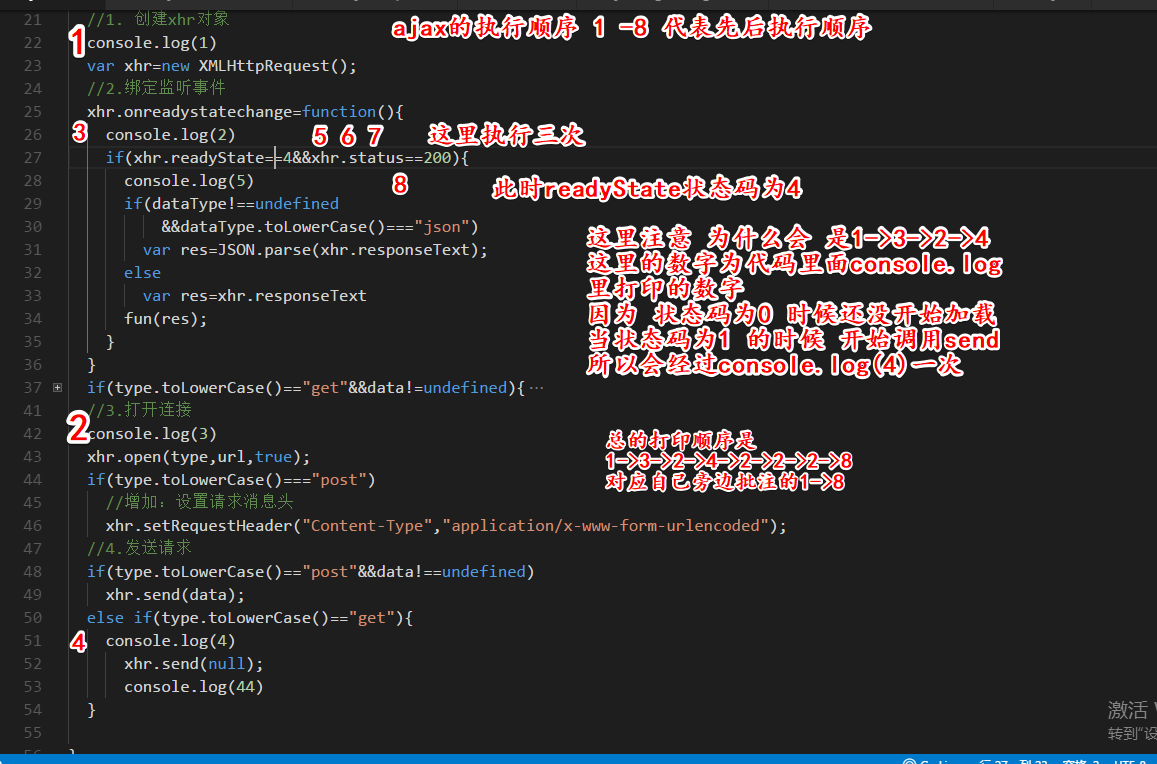 21 //1. 创建xhr对象
ajax的执行顺序 1 -8 代表先后执行顺序
1
22 console.log(1)
23 var xhr=new XMLHttpRequest();
24 //2.绑定监听事件
25 xhr.onreadystatechange=function(){
3
26 console.log(2)
5 6 7 这里执行三次
27 if(xhr.readyState==4&&xhr.status==200){
28 console.log(5)
8 此时readyState状态码为4
29 if(dataType!==undefined
30 &&dataType.toLowerCase()==="json")
31 var res=JSON.parse(xhr.responseText);
32 else
33 var res=xhr.responseText
34 fun(res);
35 }
36 }
这里注意 为什么会 是1->3->2->4
这里的数字为代码里面console.log
里打印的数字
因为 状态码为0 时候还没开始加载
当状态码为1 的时候 开始调用send
所以会经过console.log(4)一次
37 if(type.toLowerCase()=="get"&&data!=undefined){···
41 //3.打开连接
2
42 console.log(3)
43 xhr.open(type,url,true);
44 if(type.toLowerCase()==="post")
45 //增加：设置请求消息头
46 xhr.setRequestHeader("Content-Type","application/x-www-form-urlencoded");
总的打印顺序是
1->3->2->4->2->2->2->8
对应自己旁边批注的1->8
47 //4.发送请求
48 if(type.toLowerCase()=="post"&&data!==undefined)
49 xhr.send(data);
50 else if(type.toLowerCase()=="get"){
4
51 console.log(4)
52 xhr.send(null);
53 console.log(44)
54 }
55
激活
转到"设